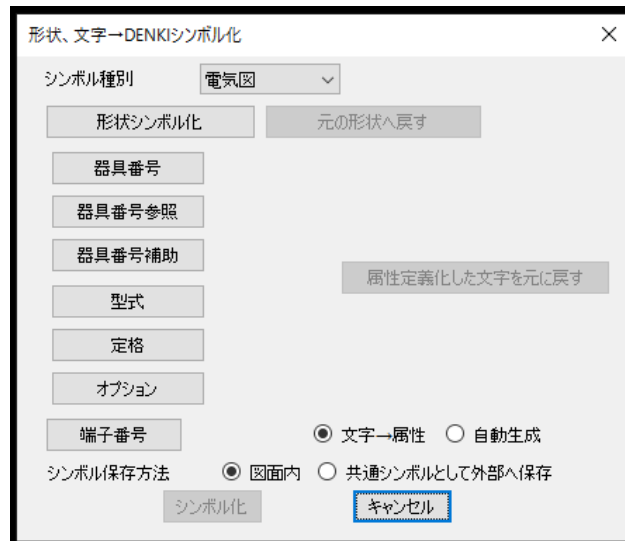 形状、文字→DENKIシンボル化
シンボル種別 電気図
形状シンボル化 元の形状へ戻す
器具番号
器具番号参照
器具番号補助
属性定義化した文字を元に戻す
型式
定格
オプション
端子番号 文字→属性 自動生成
シンボル保存方法 図面内 共通シンボルとして外部へ保存
シンボル化 キャンセル